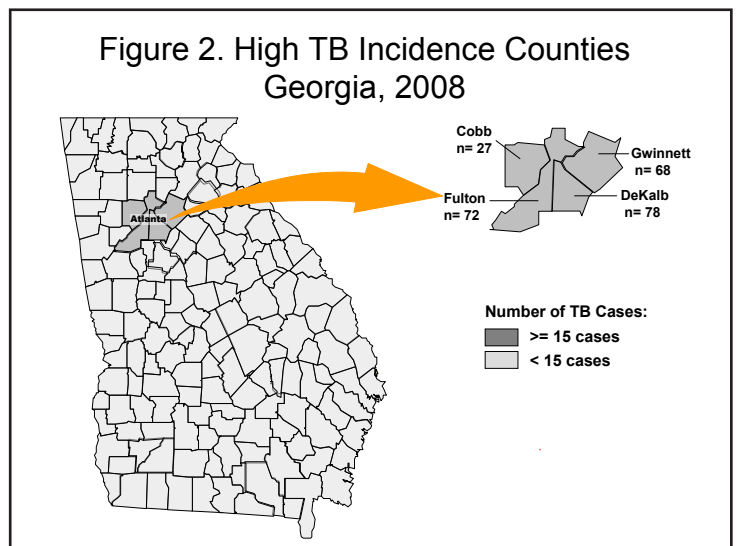 Figure 2. High TB Incidence Counties
Georgia, 2008
Atlanta
Cobb
n= 27
Gwinnett
n= 68
Fulton
n= 72
DeKalb
n= 78
Number of TB Cases:
>= 15 cases
< 15 cases